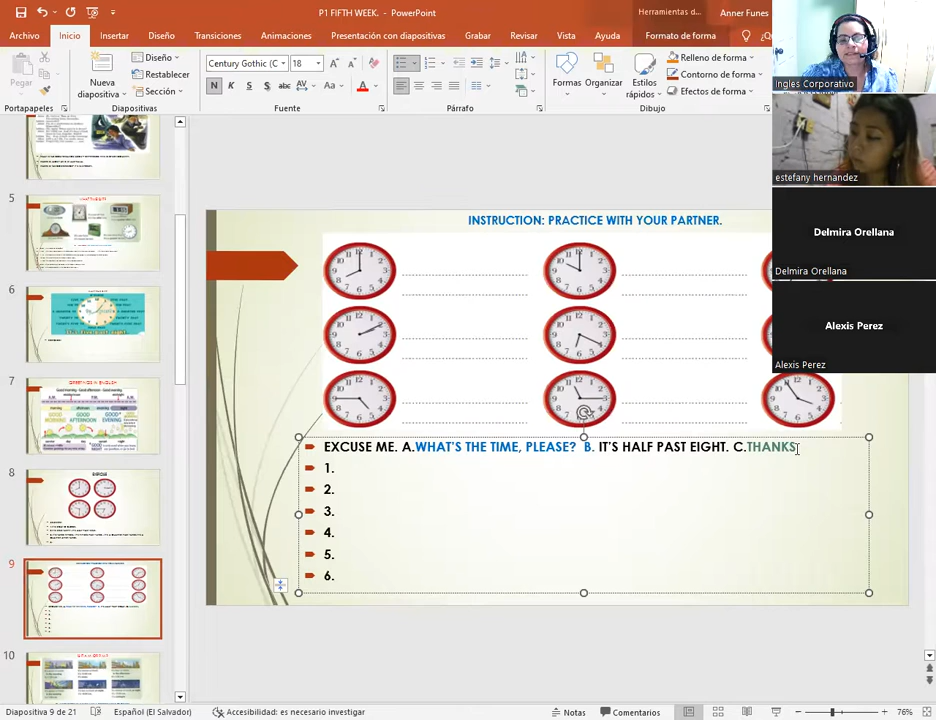 P1 FIFTH WEEK. - PowerPoint
Herramientas d...
Anner Funes
Archivo
Inicio
Insertar
Diseño
Transiciones
Animaciones
Presentación con diapositivas
Grabar
Revisar
Vista
Ayuda
Formato de forma
Pegar
Nueva diapositiva
Diseño
Restablecer
Sección
Century Gothic (C
18
N K S abc AV Aa A
Formas
Organizar
Estilos rápidos
Relleno de forma
Contorno de forma
Efectos de forma
Portapapeles
Diapositivas
Fuente
Párrafo
Dibujo
Ingles Corporativo
estefany hernandez
Delmira Orellana
Delmira Orellana
Alexis Perez
Alexis Perez
5
6
7
8
9
10
INSTRUCTION: PRACTICE WITH YOUR PARTNER.
EXCUSE ME. A.WHAT'S THE TIME, PLEASE? B. IT'S HALF PAST EIGHT. C.THANKS
1.
2.
3.
4.
5.
6.
Diapositiva 9 de 21
Español (El Salvador)
Accesibilidad: es necesario investigar
Notas
Comentarios
76%